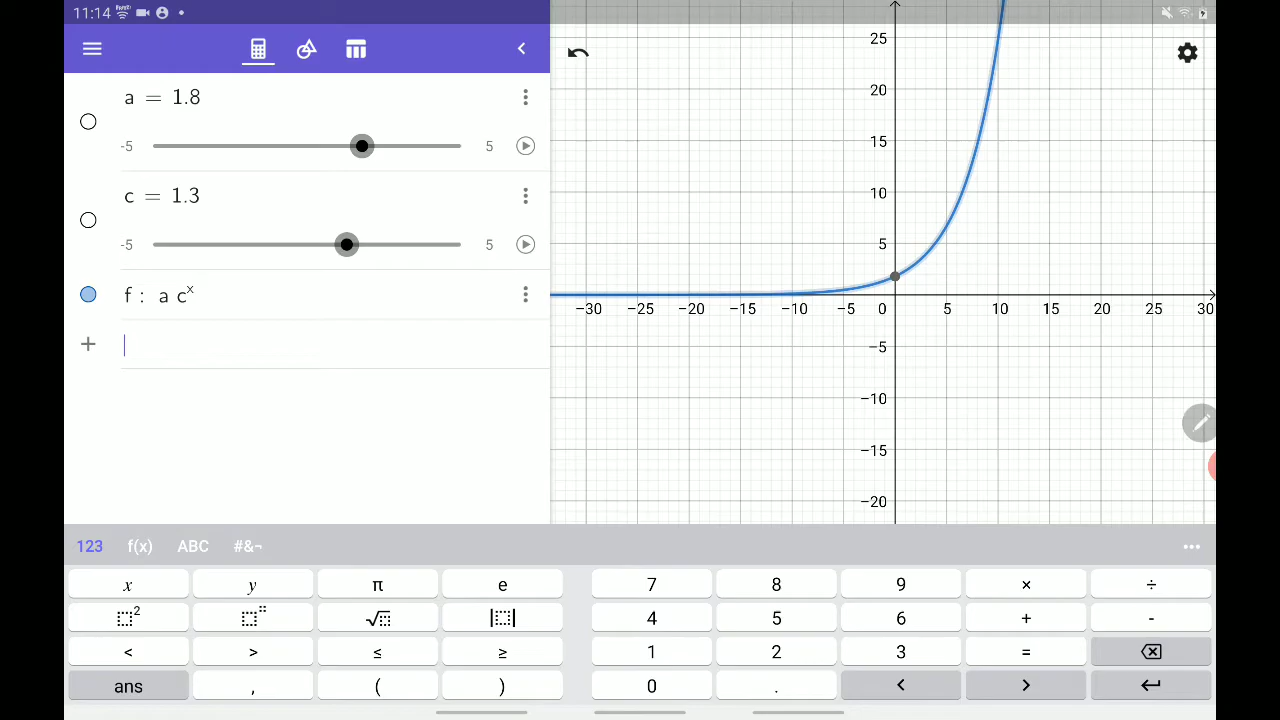 11:14
a = 1.8
-5 5
c = 1.3
-5 5
f : a cˣ
+
25
20
15
10
5
−30 −25 −20 −15 −10 −5 0 5 10 15 20 25 30
−5
−10
−15
−20
123 f(x) ABC #&¬ •••
x y π e 7 8 9 × ÷
² √ | | 4 5 6 + -
< > ≤ ≥ 1 2 3 =
ans , ( ) 0 . < >